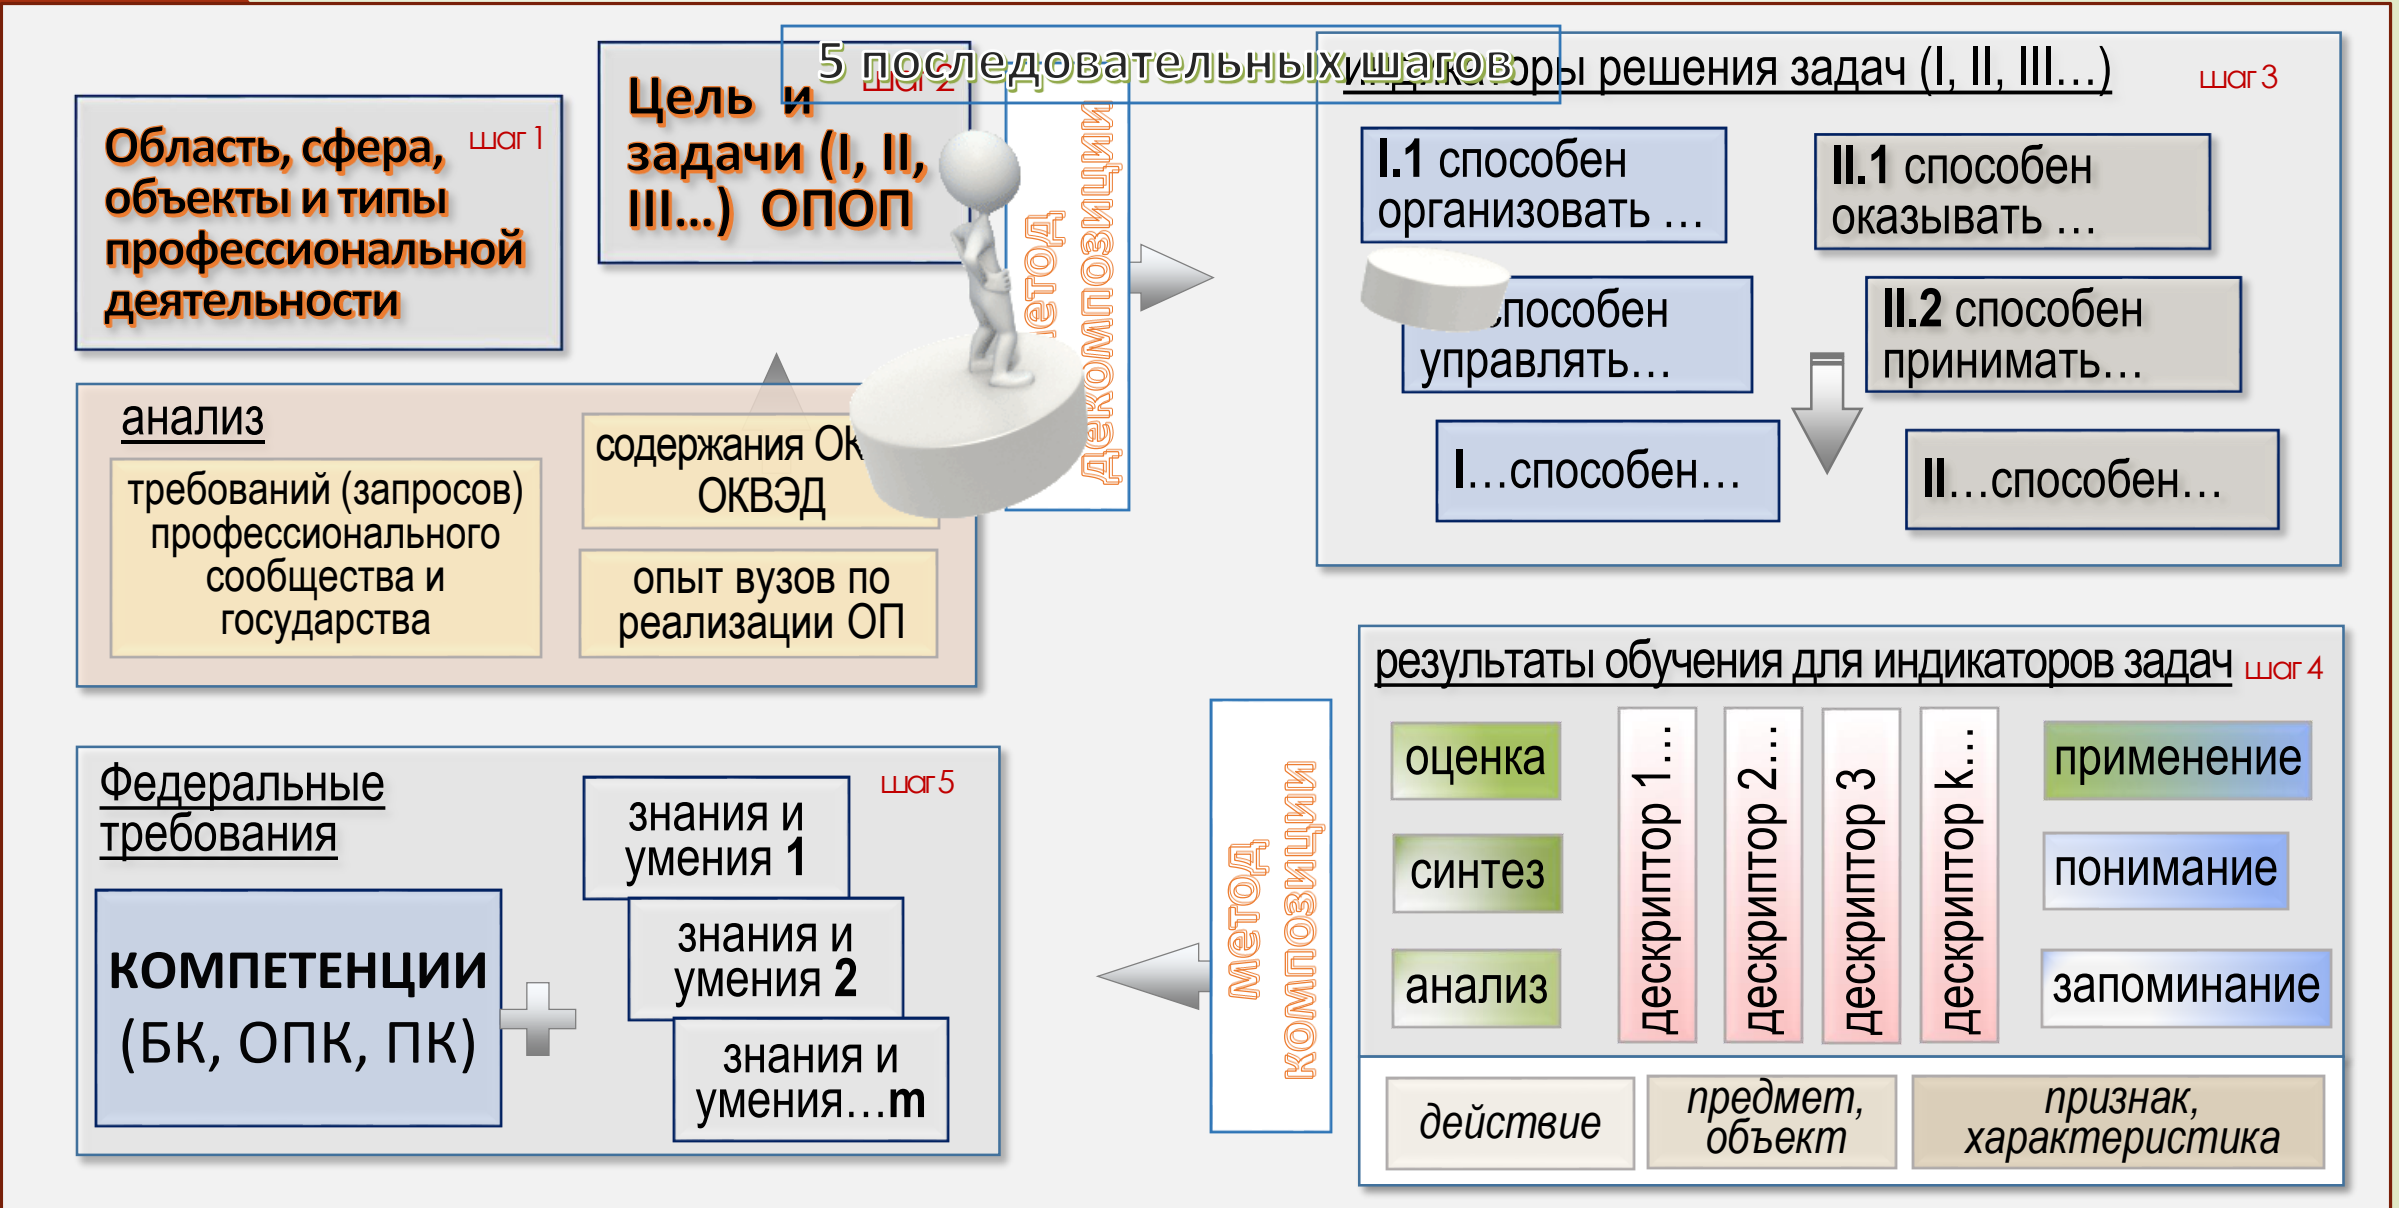 5 последовательных шагов
Область, сфера,
объекты и типы
профессиональной
деятельности
шаг 1
Цель и
задачи (I, II,
III...) ОПОП
шаг 2
анализ
требований (запросов)
профессионального
сообщества и
государства
содержания
ОКВЭД
опыт вузов по
реализации ОП
метод
декомпозиции
индикаторы решения задач (I, II, III...)
шаг 3
I.1 способен
организовать ...
способен
управлять...
I...способен...
II.1 способен
оказывать ...
II.2 способен
принимать...
II...способен...
результаты обучения для индикаторов задач
шаг 4
оценка
синтез
анализ
дескриптор 1...
дескриптор 2...
дескриптор 3
дескриптор k...
применение
понимание
запоминание
действие
предмет,
объект
признак,
характеристика
метод
композиции
Федеральные
требования
шаг 5
КОМПЕТЕНЦИИ
(БК, ОПК, ПК)
знания и
умения 1
знания и
умения 2
знания и
умения...m